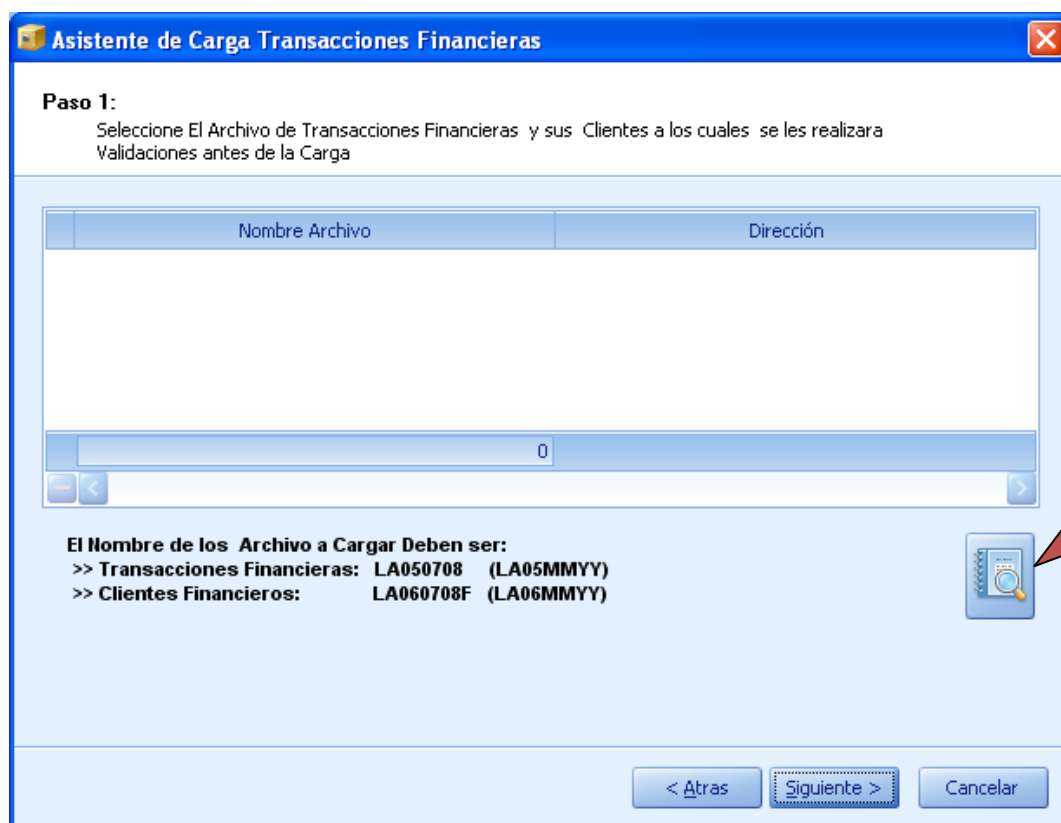 Asistente de Carga Transacciones Financieras
Paso 1:
Seleccione El Archivo de Transacciones Financieras y sus Clientes a los cuales se les realizara
Validaciones antes de la Carga
Nombre Archivo Dirección
0
El Nombre de los Archivo a Cargar Deben ser:
>> Transacciones Financieras: LA050708 (LA05MMYY)
>> Clientes Financieros: LA060708F (LA06MMYY)
< Atras Siguiente > Cancelar